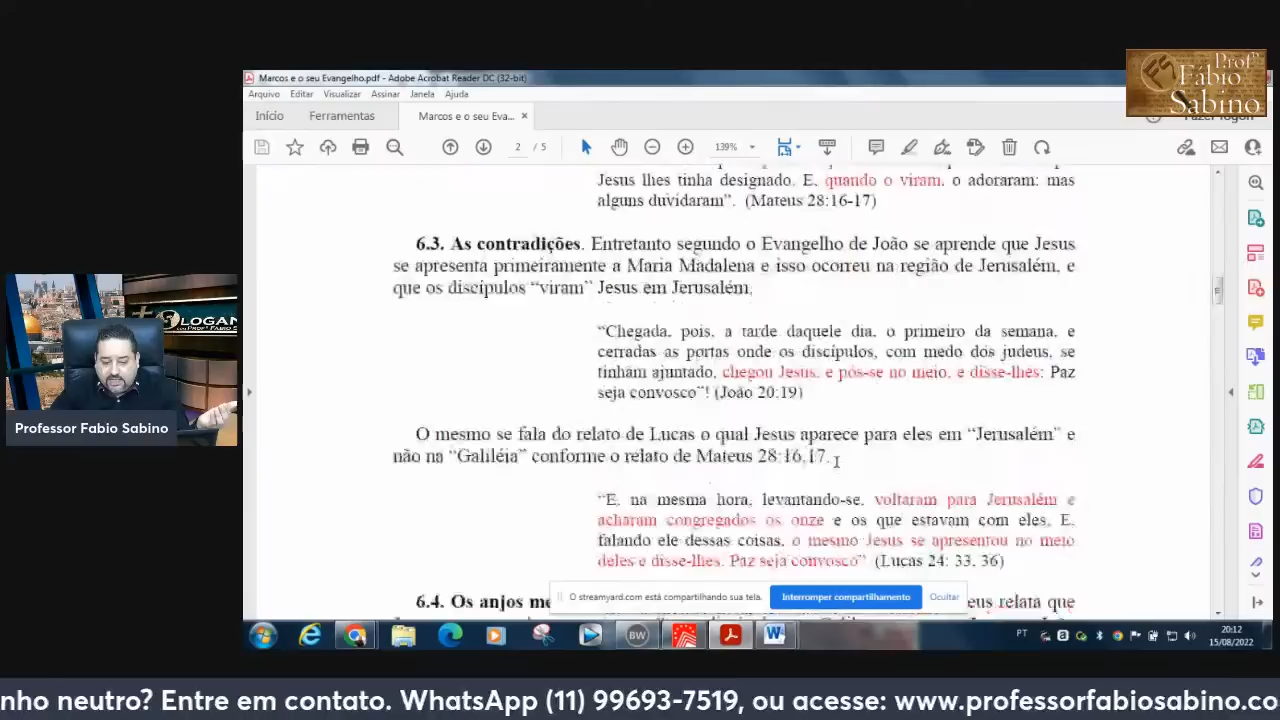 Marcos e o seu Evangelho.pdf - Adobe Acrobat Reader DC (32-bit)
Prof°
Fábio
Sabino
Arquivo Editar Visualizar Assinar Janela Ajuda
Início Ferramentas Marcos e o seu Eva... ×
2 / 5 139%
Jesus lhes tinha designado. E, quando o viram, o adoraram: mas
alguns duvidaram". (Mateus 28:16-17)
6.3. As contradições. Entretanto segundo o Evangelho de João se aprende que Jesus
se apresenta primeiramente a Maria Madalena e isso ocorreu na região de Jerusalém, e
que os discípulos "viram" Jesus em Jerusalém,
"Chegada, pois, a tarde daquele dia, o primeiro da semana, e
cerradas as portas onde os discípulos, com medo dos judeus, se
tinham ajuntado, chegou Jesus, e pôs-se no meio, e disse-lhes: Paz
seja convosco"! (João 20:19)
O mesmo se fala do relato de Lucas o qual Jesus aparece para eles em "Jerusalém" e
não na "Galiléia" conforme o relato de Mateus 28:16,17.
"E, na mesma hora, levantando-se, voltaram para Jerusalém e
acharam congregados os onze e os que estavam com eles, E,
falando ele dessas coisas, o mesmo Jesus se apresentou no meio
deles e disse-lhes. Paz seja convosco" (Lucas 24: 33, 36)
O streamyard.com está compartilhando sua tela. Interromper compartilhamento Ocultar
6.4. Os anjos eus relata que
LOGAN
Professor Fabio Sabino
BW W PT 20:12
15/08/2022
nho neutro? Entre em contato. WhatsApp (11) 99693-7519, ou acesse: www.professorfabiosabino.co